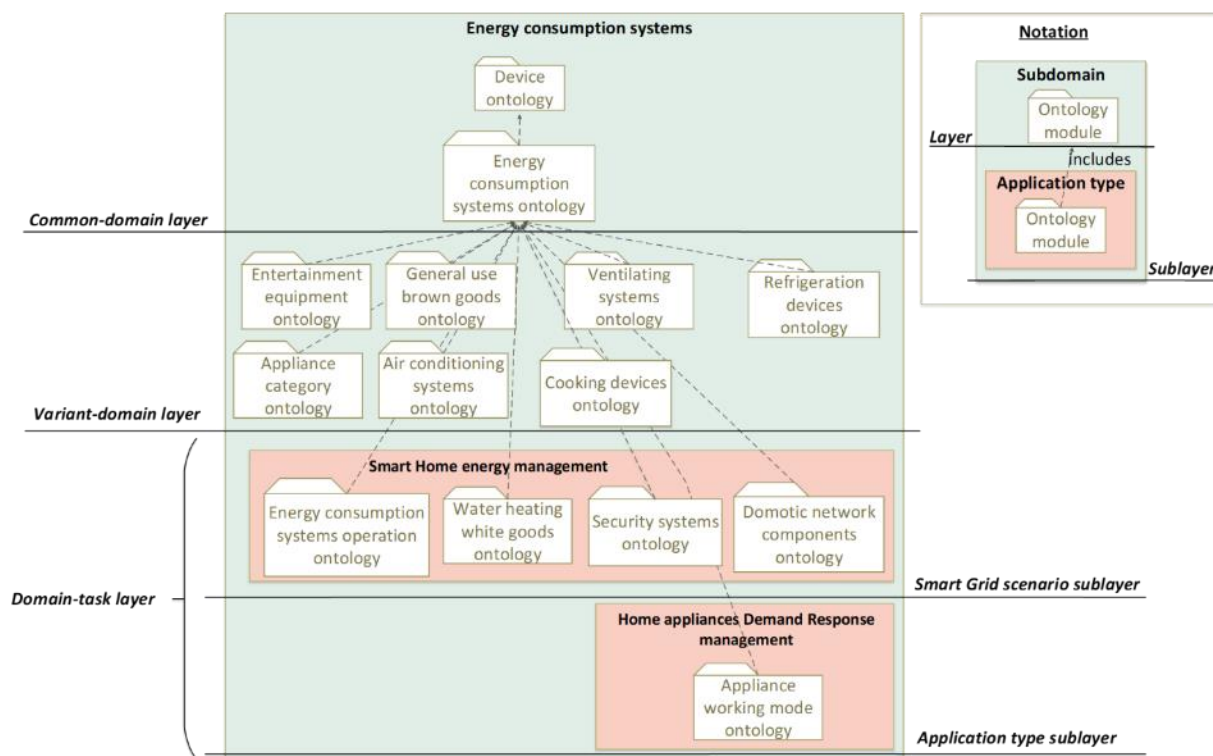 Energy consumption systems
Device
ontology
Energy
consumption
systems ontology
Common-domain layer
Entertainment
equipment
ontology
General use
brown goods
ontology
Ventilating
systems
ontology
Refrigeration
devices
ontology
Appliance
category
ontology
Air conditioning
systems
ontology
Cooking devices
ontology
Variant-domain layer
Smart Home energy management
Energy consumption
systems operation
ontology
Water heating
white goods
ontology
Security systems
ontology
Domotic network
components
ontology
Smart Grid scenario sublayer
Domain-task layer
Home appliances Demand Response
management
Appliance
working mode
ontology
Application type sublayer
Notation
Subdomain
Ontology
module
Layer
includes
Application type
Ontology
module
Sublayer